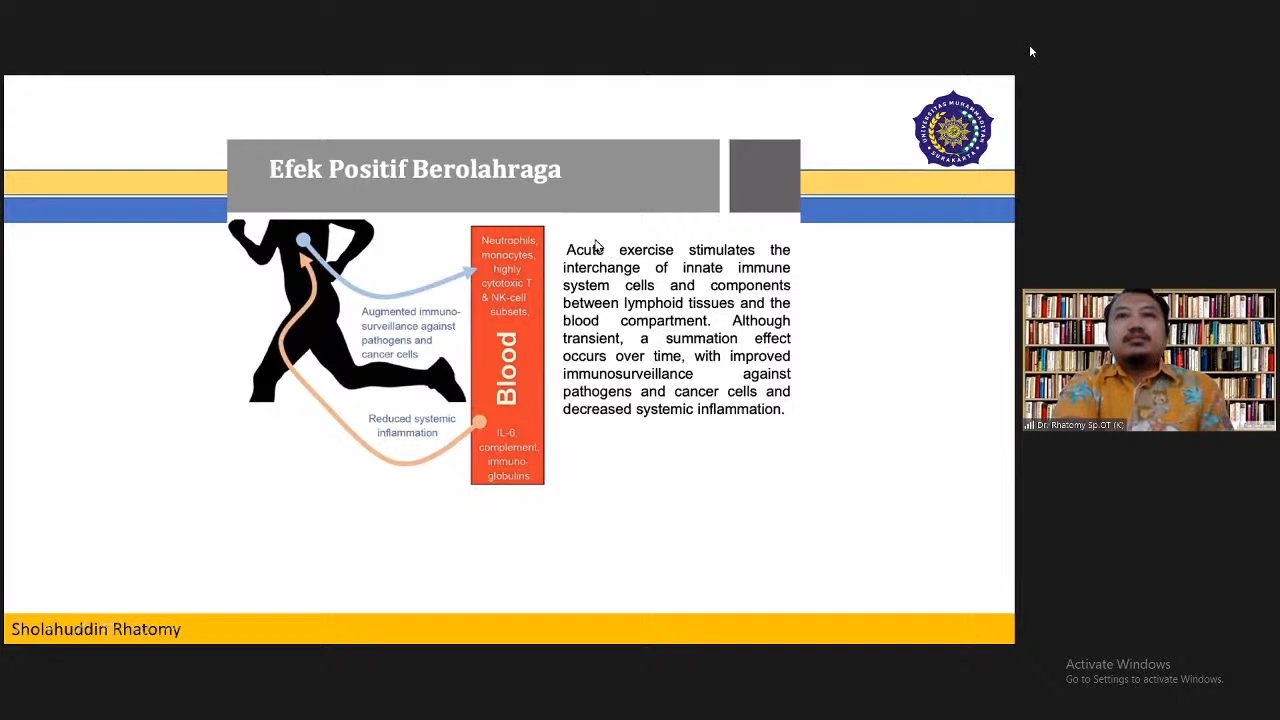 UNIVERSITAS MUHAMMADIYAH
SURAKARTA
Efek Positif Berolahraga
Neutrophils,
monocytes,
highly
cytotoxic T
& NK-cell
subsets,
Blood
IL-6,
complement,
immuno-
globulins
Augmented immuno-
surveillance against
pathogens and
cancer cells
Reduced systemic
inflammation
Acute exercise stimulates the
interchange of innate immune
system cells and components
between lymphoid tissues and the
blood compartment. Although
transient, a summation effect
occurs over time, with improved
immunosurveillance against
pathogens and cancer cells and
decreased systemic inflammation.
Dr. Rhatomy Sp.OT (K)
Sholahuddin Rhatomy
Activate Windows
Go to Settings to activate Windows.